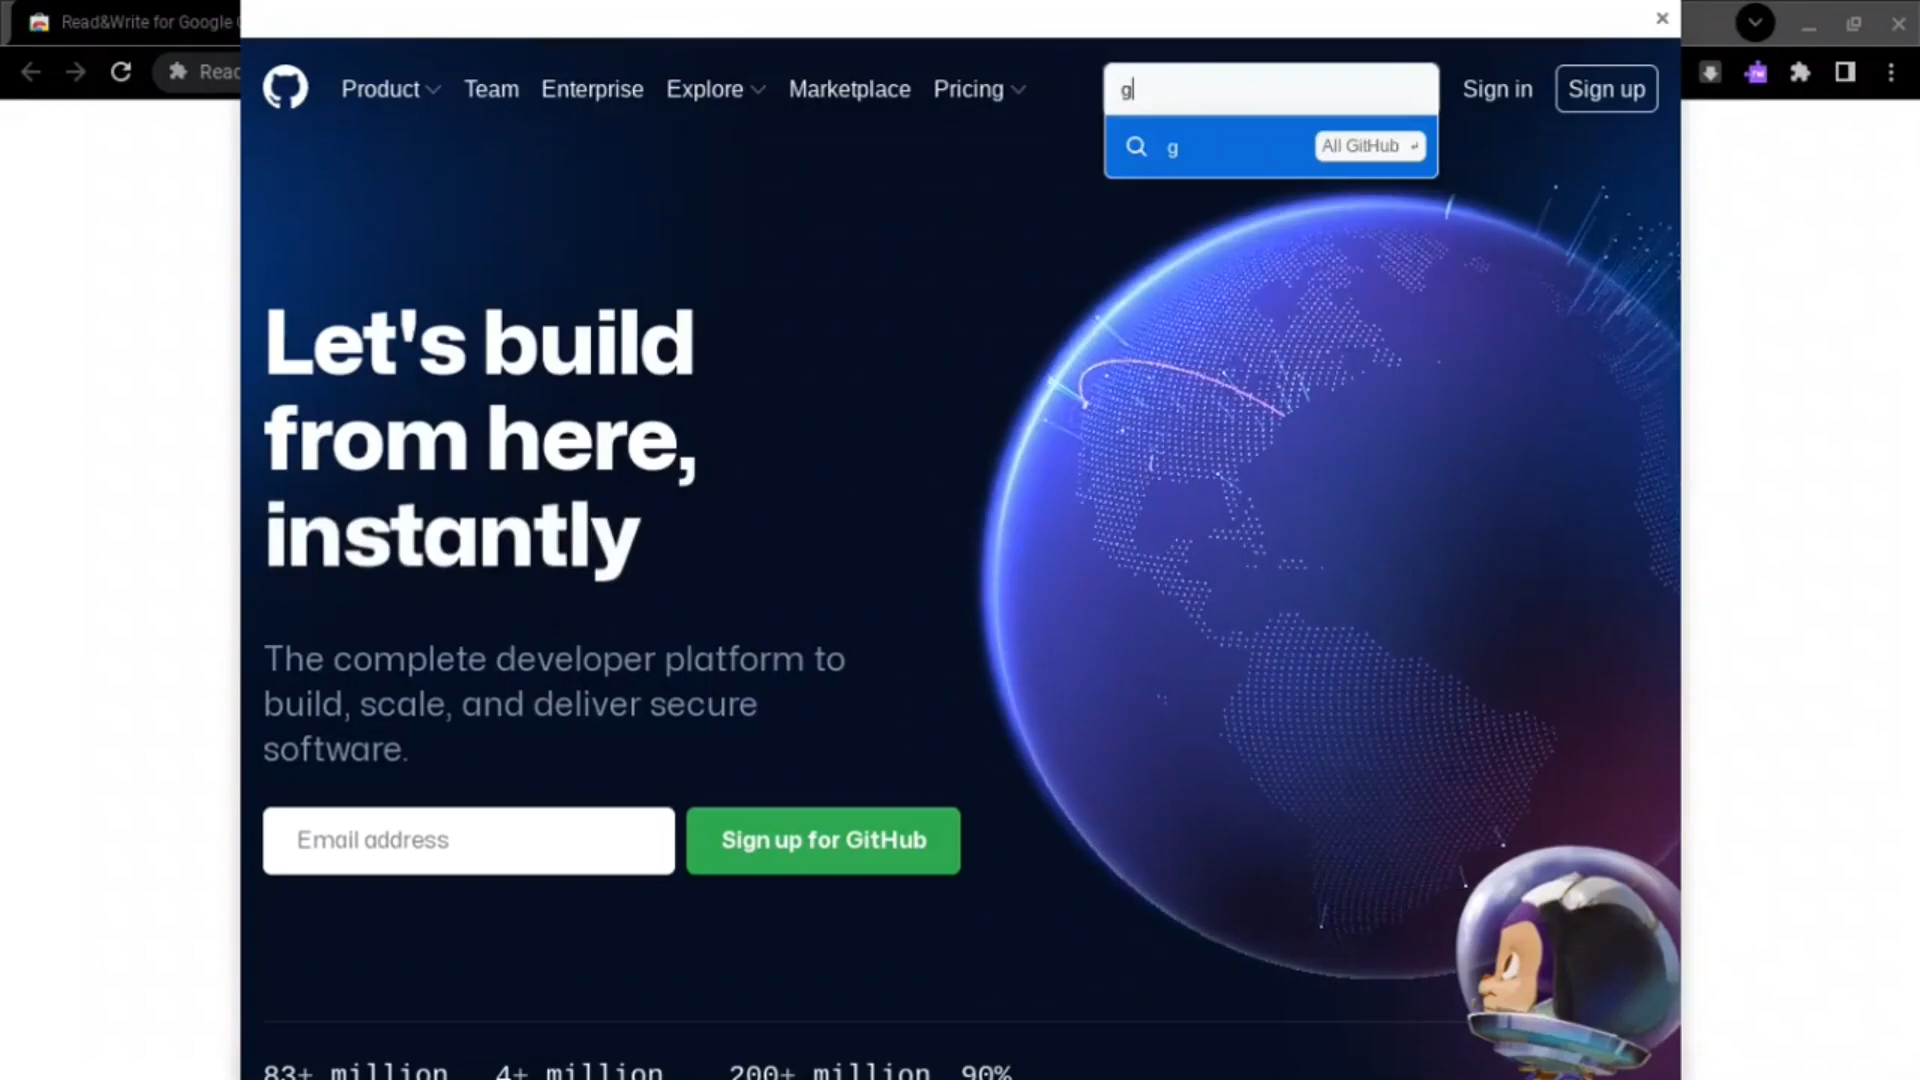 Read&Write for Google
Read
Product
Team
Enterprise
Explore
Marketplace
Pricing
g
Sign in
Sign up
g
All GitHub
Let's build
from here,
instantly
The complete developer platform to
build, scale, and deliver secure
software.
Email address
Sign up for GitHub
83+ million
4+ million
200+ million
90%